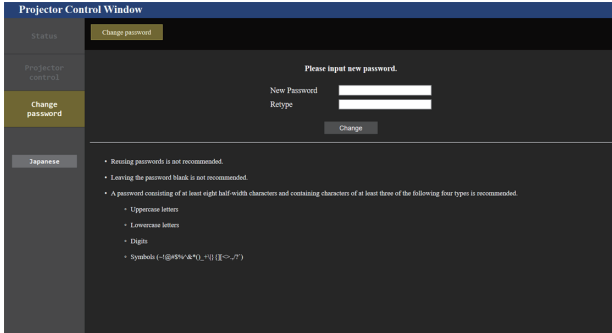 Projector Control Window
Status
Change password
Projector
control
Please input new password.
New Password
Change
password
Retype
Change
Japanese
• Reusing passwords is not recommended.
• Leaving the password blank is not recommended.
• A password consisting of at least eight half-width characters and containing characters of at least three of the following four types is recommended.
• Uppercase letters
• Lowercase letters
• Digits
• Symbols (~!@#$%^&*()_+\|}{][<>.,/?`)